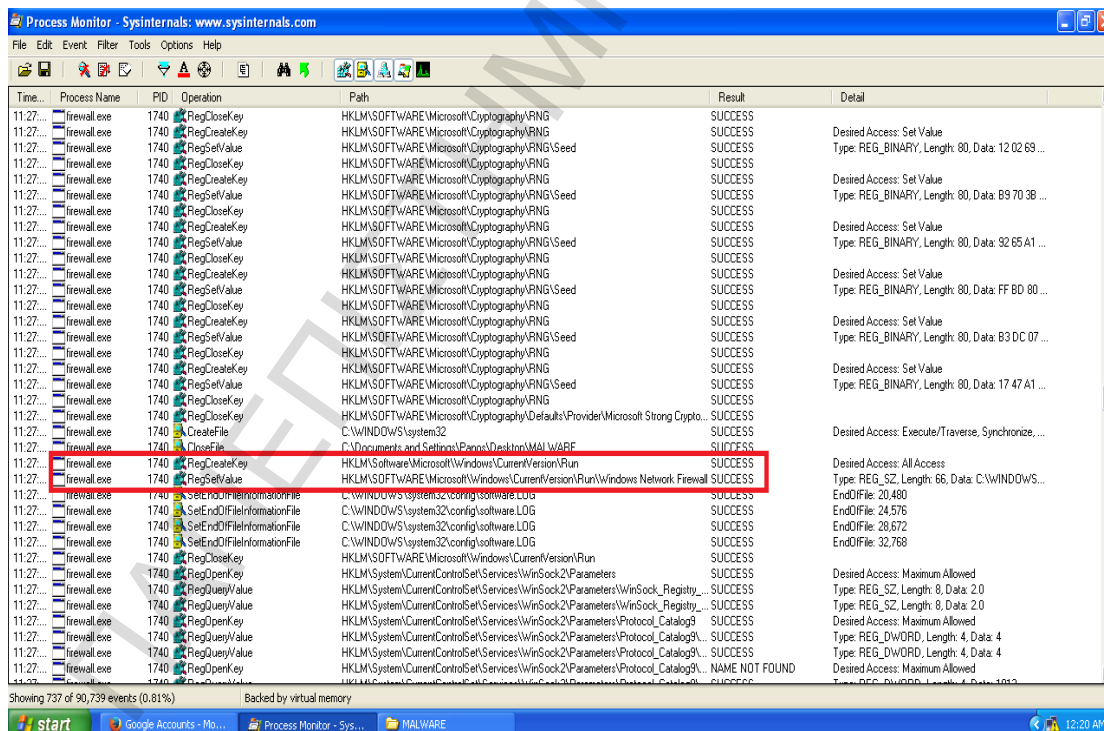 Process Monitor - Sysinternals: www.sysinternals.com
File Edit Event Filter Tools Options Help
Time... Process Name PID Operation Path Result Detail
11:27:... firewall.exe 1740 RegCloseKey HKLM\SOFTWARE\Microsoft\Cryptography\RNG SUCCESS
11:27:... firewall.exe 1740 RegCreateKey HKLM\SOFTWARE\Microsoft\Cryptography\RNG SUCCESS Desired Access: Set Value
11:27:... firewall.exe 1740 RegSetValue HKLM\SOFTWARE\Microsoft\Cryptography\RNG\Seed SUCCESS Type: REG_BINARY, Length: 80, Data: 12 02 69 ...
11:27:... firewall.exe 1740 RegCloseKey HKLM\SOFTWARE\Microsoft\Cryptography\RNG SUCCESS
11:27:... firewall.exe 1740 RegCreateKey HKLM\SOFTWARE\Microsoft\Cryptography\RNG SUCCESS Desired Access: Set Value
11:27:... firewall.exe 1740 RegSetValue HKLM\SOFTWARE\Microsoft\Cryptography\RNG\Seed SUCCESS Type: REG_BINARY, Length: 80, Data: B9 70 3B ...
11:27:... firewall.exe 1740 RegCloseKey HKLM\SOFTWARE\Microsoft\Cryptography\RNG SUCCESS
11:27:... firewall.exe 1740 RegCreateKey HKLM\SOFTWARE\Microsoft\Cryptography\RNG SUCCESS Desired Access: Set Value
11:27:... firewall.exe 1740 RegSetValue HKLM\SOFTWARE\Microsoft\Cryptography\RNG\Seed SUCCESS Type: REG_BINARY, Length: 80, Data: 92 65 A1 ...
11:27:... firewall.exe 1740 RegCloseKey HKLM\SOFTWARE\Microsoft\Cryptography\RNG SUCCESS
11:27:... firewall.exe 1740 RegCreateKey HKLM\SOFTWARE\Microsoft\Cryptography\RNG SUCCESS Desired Access: Set Value
11:27:... firewall.exe 1740 RegSetValue HKLM\SOFTWARE\Microsoft\Cryptography\RNG\Seed SUCCESS Type: REG_BINARY, Length: 80, Data: FF BD 80 ...
11:27:... firewall.exe 1740 RegCloseKey HKLM\SOFTWARE\Microsoft\Cryptography\RNG SUCCESS
11:27:... firewall.exe 1740 RegCreateKey HKLM\SOFTWARE\Microsoft\Cryptography\RNG SUCCESS Desired Access: Set Value
11:27:... firewall.exe 1740 RegSetValue HKLM\SOFTWARE\Microsoft\Cryptography\RNG\Seed SUCCESS Type: REG_BINARY, Length: 80, Data: B3 DC 07 ...
11:27:... firewall.exe 1740 RegCloseKey HKLM\SOFTWARE\Microsoft\Cryptography\RNG SUCCESS
11:27:... firewall.exe 1740 RegCreateKey HKLM\SOFTWARE\Microsoft\Cryptography\RNG SUCCESS Desired Access: Set Value
11:27:... firewall.exe 1740 RegSetValue HKLM\SOFTWARE\Microsoft\Cryptography\RNG\Seed SUCCESS Type: REG_BINARY, Length: 80, Data: 17 47 A1 ...
11:27:... firewall.exe 1740 RegCloseKey HKLM\SOFTWARE\Microsoft\Cryptography\RNG SUCCESS
11:27:... firewall.exe 1740 RegCloseKey HKLM\SOFTWARE\Microsoft\Cryptography\Defaults\Provider\Microsoft Strong Crypto... SUCCESS
11:27:... firewall.exe 1740 CreateFile C:\WINDOWS\system32 SUCCESS Desired Access: Execute/Traverse, Synchronize, ...
11:27:... firewall.exe 1740 CloseFile C:\Documents and Settings\Panos\Desktop\MALWARE SUCCESS
11:27:... firewall.exe 1740 RegCreateKey HKLM\Software\Microsoft\Windows\CurrentVersion\Run SUCCESS Desired Access: All Access
11:27:... firewall.exe 1740 RegSetValue HKLM\SOFTWARE\Microsoft\Windows\CurrentVersion\Run\Windows Network Firewall SUCCESS Type: REG_SZ, Length: 66, Data: C:\WINDOWS...
11:27:... firewall.exe 1740 SetEndOfFileInformationFile C:\WINDOWS\system32\config\software.LOG SUCCESS EndOfFile: 20,480
11:27:... firewall.exe 1740 SetEndOfFileInformationFile C:\WINDOWS\system32\config\software.LOG SUCCESS EndOfFile: 24,576
11:27:... firewall.exe 1740 SetEndOfFileInformationFile C:\WINDOWS\system32\config\software.LOG SUCCESS EndOfFile: 28,672
11:27:... firewall.exe 1740 SetEndOfFileInformationFile C:\WINDOWS\system32\config\software.LOG SUCCESS EndOfFile: 32,768
11:27:... firewall.exe 1740 RegCloseKey HKLM\SOFTWARE\Microsoft\Windows\CurrentVersion\Run SUCCESS
11:27:... firewall.exe 1740 RegOpenKey HKLM\System\CurrentControlSet\Services\WinSock2\Parameters SUCCESS Desired Access: Maximum Allowed
11:27:... firewall.exe 1740 RegQueryValue HKLM\System\CurrentControlSet\Services\WinSock2\Parameters\WinSock_Registry_... SUCCESS Type: REG_SZ, Length: 8, Data: 2.0
11:27:... firewall.exe 1740 RegQueryValue HKLM\System\CurrentControlSet\Services\WinSock2\Parameters\WinSock_Registry_... SUCCESS Type: REG_SZ, Length: 8, Data: 2.0
11:27:... firewall.exe 1740 RegOpenKey HKLM\System\CurrentControlSet\Services\WinSock2\Parameters\Protocol_Catalog9 SUCCESS Desired Access: Maximum Allowed
11:27:... firewall.exe 1740 RegQueryValue HKLM\System\CurrentControlSet\Services\WinSock2\Parameters\Protocol_Catalog9\... SUCCESS Type: REG_DWORD, Length: 4, Data: 4
11:27:... firewall.exe 1740 RegQueryValue HKLM\System\CurrentControlSet\Services\WinSock2\Parameters\Protocol_Catalog9\... SUCCESS Type: REG_DWORD, Length: 4, Data: 4
11:27:... firewall.exe 1740 RegOpenKey HKLM\System\CurrentControlSet\Services\WinSock2\Parameters\Protocol_Catalog9\... NAME NOT FOUND Desired Access: Maximum Allowed
Showing 737 of 90,739 events (0.81%) Backed by virtual memory
start Google Accounts - Mo... Process Monitor - Sys... MALWARE 12:20 AM